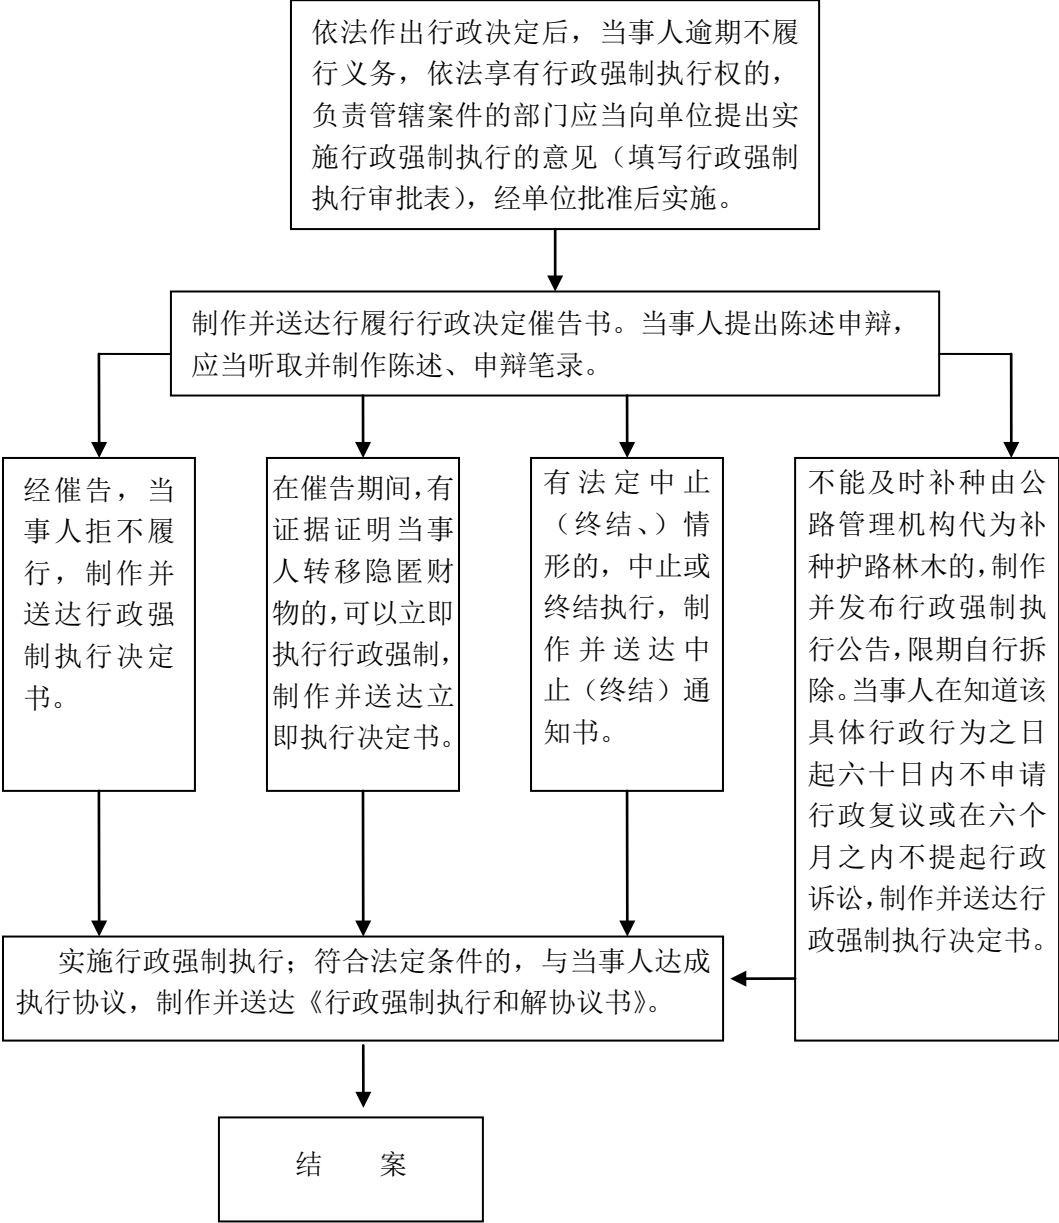 依法作出行政决定后，当事人逾期不履
行义务，依法享有行政强制执行权的，
负责管辖案件的部门应当向单位提出实
施行政强制执行的意见（填写行政强制
执行审批表），经单位批准后实施。
制作并送达行履行行政决定催告书。当事人提出陈述申辩，
应当听取并制作陈述、申辩笔录。
经催告，当
事人拒不履
行，制作并
送达行政强
制执行决定
书。
在催告期间，有
证据证明当事
人转移隐匿财
物的，可以立即
执行行政强制，
制作并送达立
即执行决定书。
有法定中止
（终结、）情
形的，中止或
终结执行，制
作并送达中
止（终结）通
知书。
不能及时补种由公
路管理机构代为补
种护路林木的，制作
并发布行政强制执
行公告，限期自行拆
除。当事人在知道该
具体行政行为之日
起六十日内不申请
行政复议或在六个
月之内不提起行政
诉讼，制作并送达行
政强制执行决定书。
实施行政强制执行；符合法定条件的，与当事人达成
执行协议，制作并送达《行政强制执行和解协议书》。
结 案